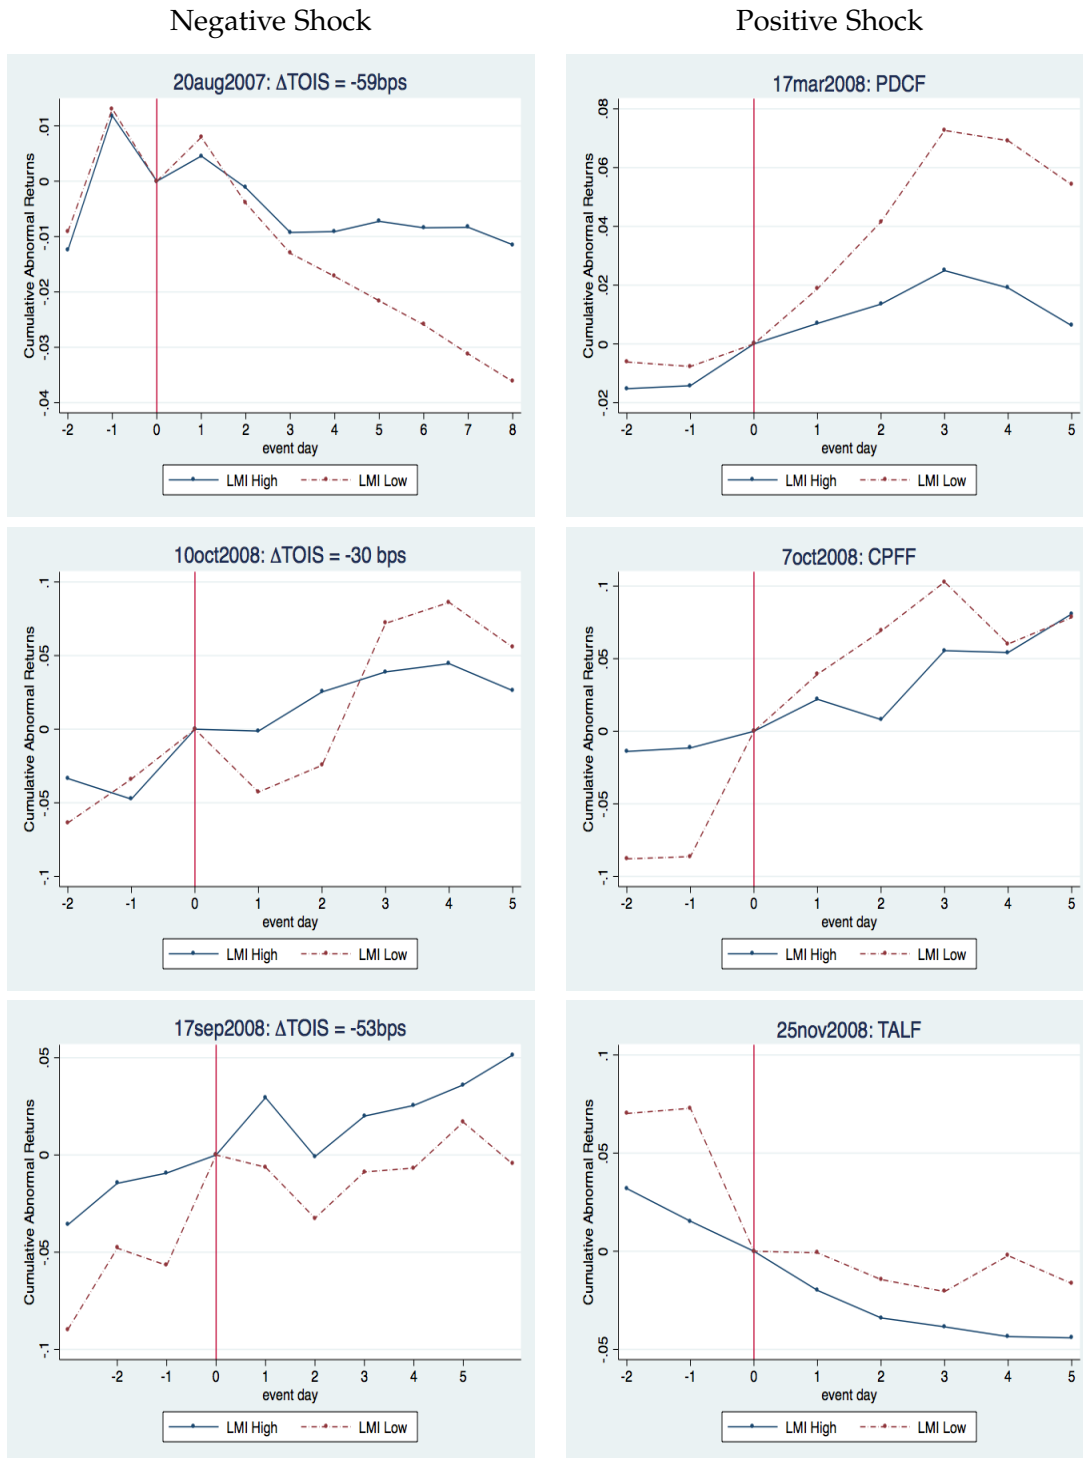 Negative Shock
Positive Shock
20aug2007: ΔTOIS = -59bps
Cumulative Abnormal Returns
.01
0
-.01
-.02
-.03
-.04
-2 -1 0 1 2 3 4 5 6 7 8
event day
LMI High LMI Low
17mar2008: PDCF
Cumulative Abnormal Returns
.08
.06
.04
.02
0
-.02
-2 -1 0 1 2 3 4 5
event day
LMI High LMI Low
10oct2008: ΔTOIS = -30 bps
Cumulative Abnormal Returns
.1
.05
0
-.05
-.1
-2 -1 0 1 2 3 4 5
event day
LMI High LMI Low
7oct2008: CPFF
Cumulative Abnormal Returns
.1
.05
0
-.05
-.1
-2 -1 0 1 2 3 4 5
event day
LMI High LMI Low
17sep2008: ΔTOIS = -53bps
Cumulative Abnormal Returns
.05
0
-.05
-.1
-2 -1 0 1 2 3 4 5
event day
LMI High LMI Low
25nov2008: TALF
Cumulative Abnormal Returns
.1
.05
0
-.05
-2 -1 0 1 2 3 4 5
event day
LMI High LMI Low